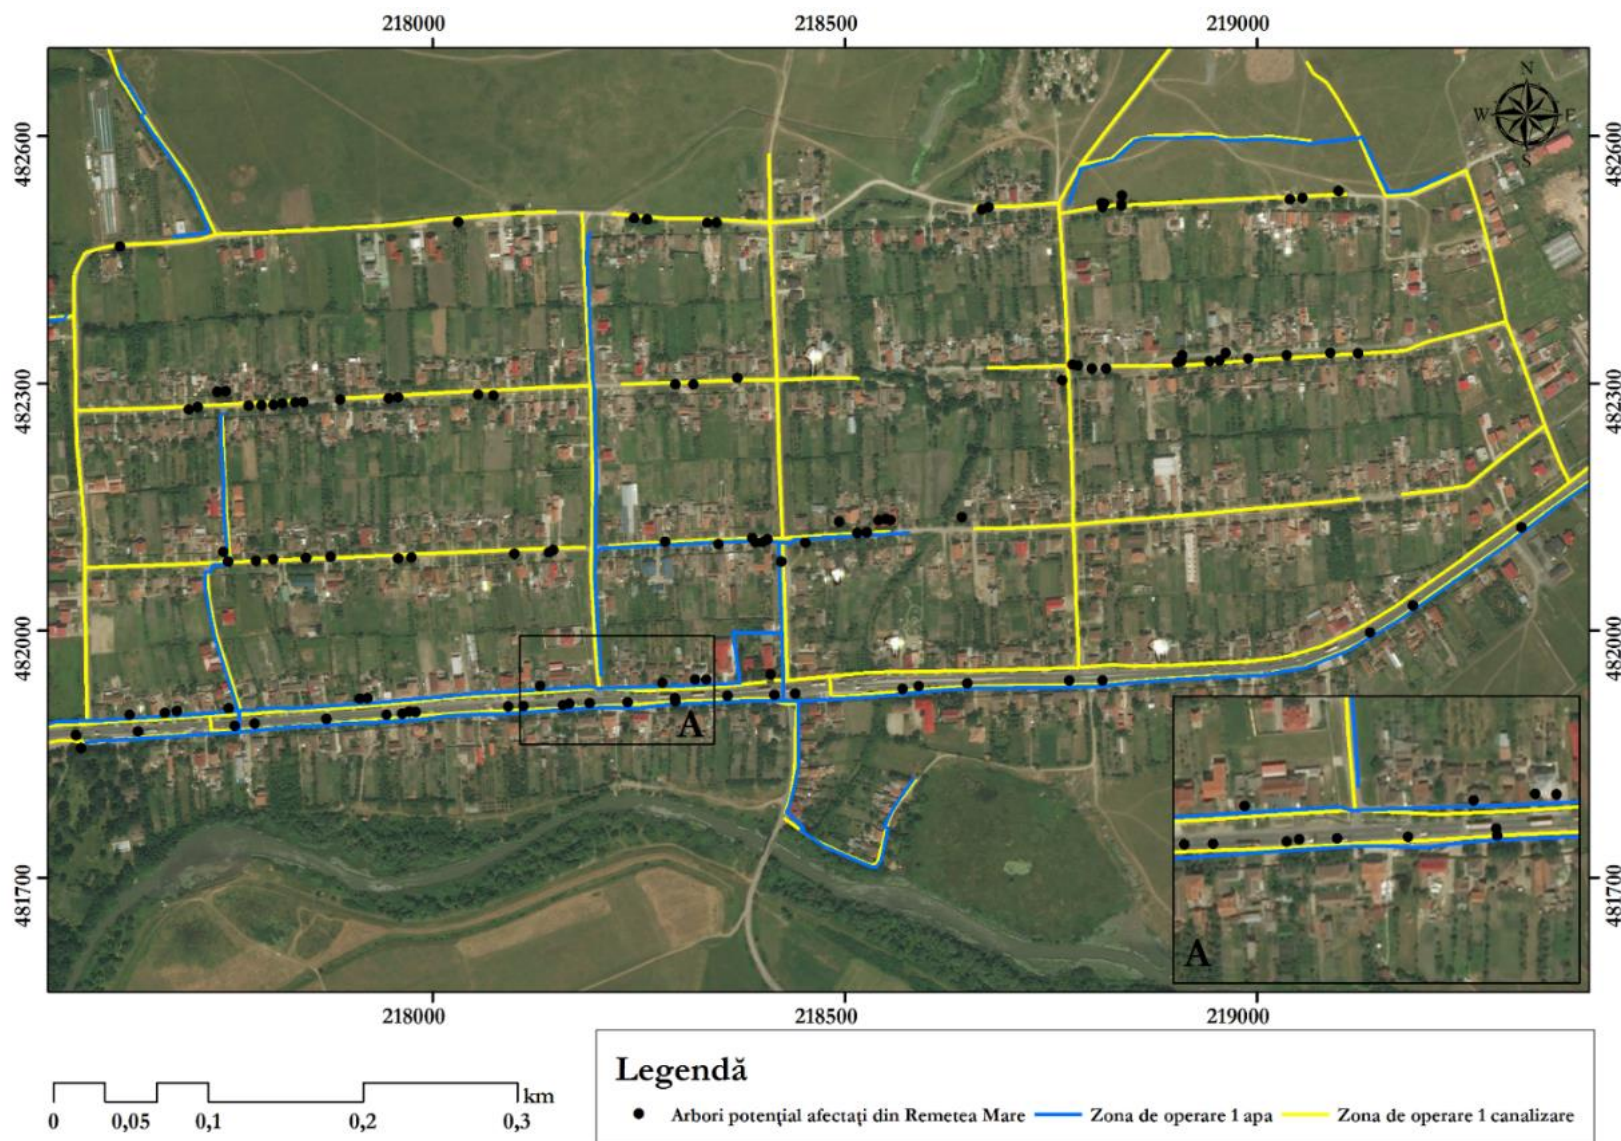 218000 218500 219000
N
W E
S
482600 482600
482300 482300
482000 482000
481700 481700
A
A
218000 218500 219000
km
0 0,05 0,1 0,2 0,3
Legendă
Arbori potențial afectați din Remetea Mare Zona de operare 1 apa Zona de operare 1 canalizare